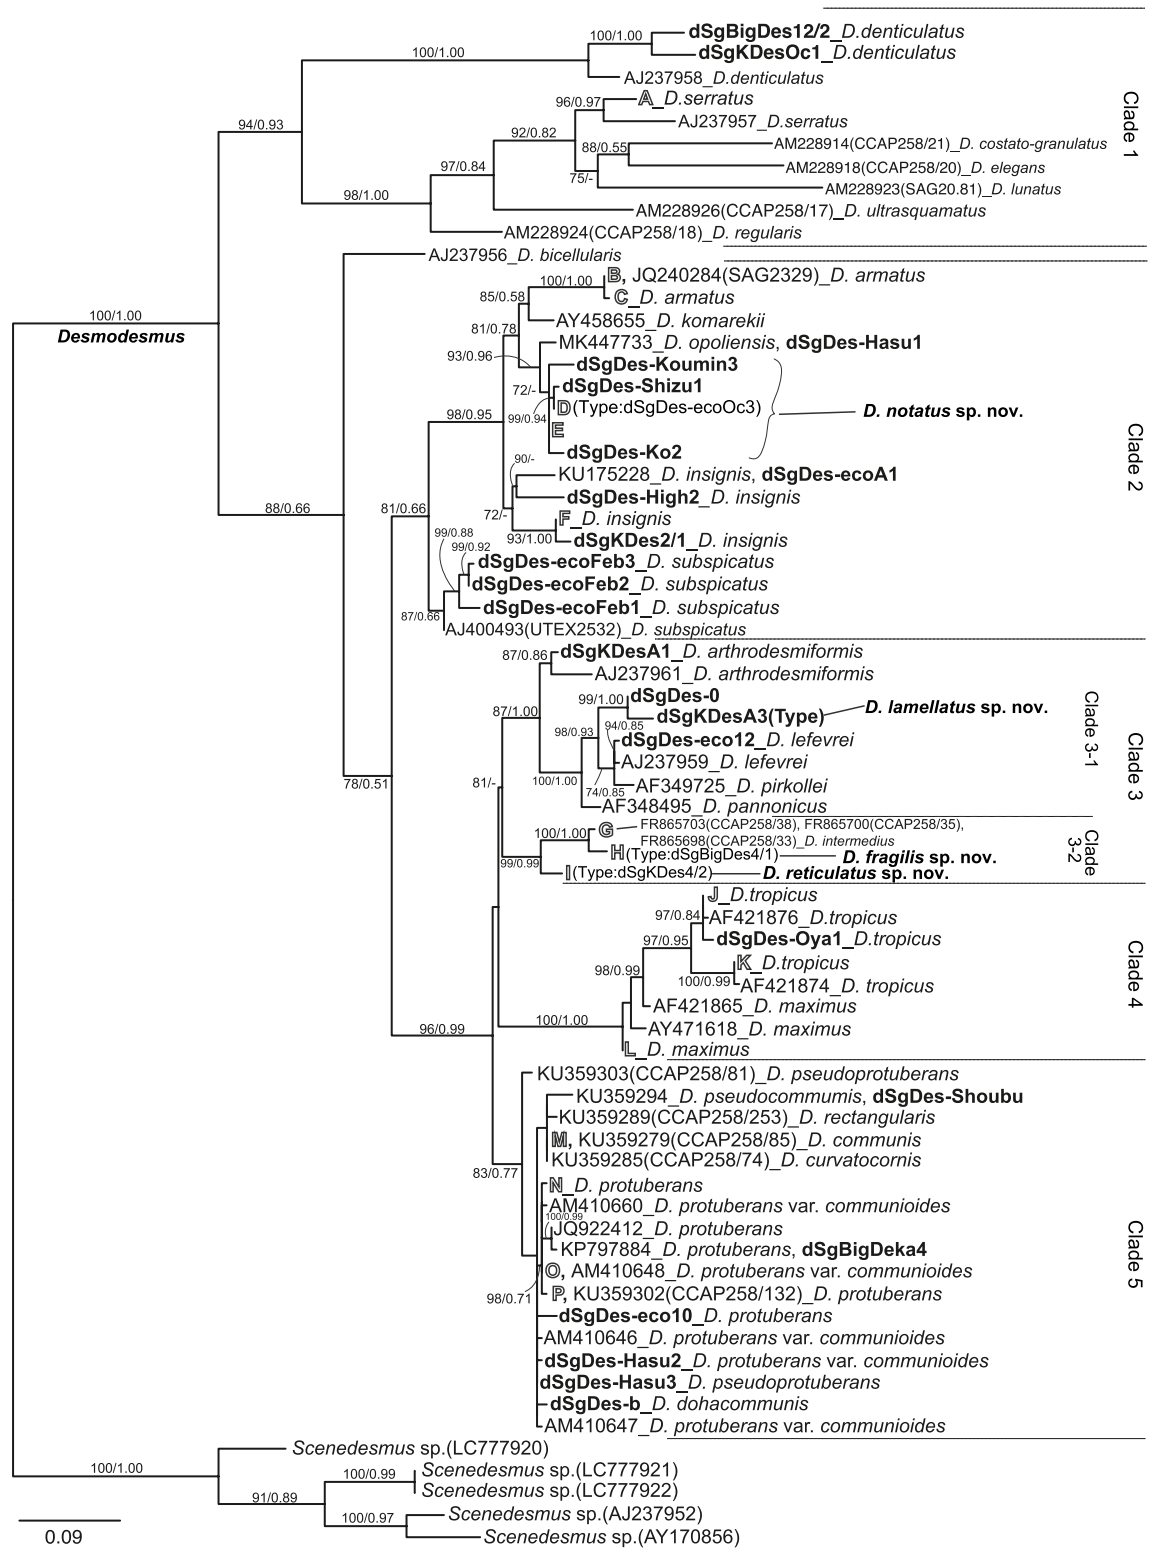 100/1.00
dSgBigDes12/2_D.denticulatus
100/1.00
dSgKDesOc1_D.denticulatus
AJ237958_D.denticulatus
94/0.93
96/0.97
A_D.serratus
AJ237957_D.serratus
92/0.82
88/0.55
AM228914(CCAP258/21)_D. costato-granulatus
AM228918(CCAP258/20)_D. elegans
97/0.84
75/-
AM228923(SAG20.81)_D. lunatus
98/1.00
AM228926(CCAP258/17)_D. ultrasquamatus
AM228924(CCAP258/18)_D. regularis
Clade 1
AJ237956_D. bicellularis
100/1.00
Desmodesmus
100/1.00
B, JQ240284(SAG2329)_D. armatus
85/0.58
C_D. armatus
AY458655_D. komarekii
81/0.78
MK447733_D. opoliensis, dSgDes-Hasu1
93/0.96
dSgDes-Koumin3
72/-
dSgDes-Shizu1
D(Type:dSgDes-ecoOc3)
D. notatus sp. nov.
98/0.95
99/0.94
E
dSgDes-Ko2
90/-
KU175228_D. insignis, dSgDes-ecoA1
dSgDes-High2_D. insignis
72/-
F_D. insignis
93/1.00
dSgKDes2/1_D. insignis
88/0.66
81/0.66
99/0.88
99/0.92
dSgDes-ecoFeb3_D. subspicatus
dSgDes-ecoFeb2_D. subspicatus
dSgDes-ecoFeb1_D. subspicatus
87/0.66
AJ400493(UTEX2532)_D. subspicatus
Clade 2
87/0.86
dSgKDesA1_D. arthrodesmiformis
AJ237961_D. arthrodesmiformis
99/1.00
dSgDes-0
87/1.00
dSgKDesA3(Type)
D. lamellatus sp. nov.
98/0.93
94/0.85
dSgDes-eco12_D. lefevrei
AJ237959_D. lefevrei
100/1.00
AF349725_D. pirkollei
74/0.85
AF348495_D. pannonicus
Clade 3-1
Clade 3
78/0.51
81/-
100/1.00
G
FR865703(CCAP258/38), FR865700(CCAP258/35),
FR865698(CCAP258/33)_D. intermedius
H(Type:dSgBigDes4/1)
D. fragilis sp. nov.
99/0.99
I(Type:dSgKDes4/2)
D. reticulatus sp. nov.
Clade
3-2
J_D.tropicus
97/0.84
AF421876_D.tropicus
97/0.95
dSgDes-Oya1_D.tropicus
K_D.tropicus
98/0.99
100/0.99
AF421874_D. tropicus
AF421865_D. maximus
96/0.99
100/1.00
AY471618_D. maximus
L_D. maximus
Clade 4
KU359303(CCAP258/81)_D. pseudoprotuberans
KU359294_D. pseudocommumis, dSgDes-Shoubu
KU359289(CCAP258/253)_D. rectangularis
M, KU359279(CCAP258/85)_D. communis
KU359285(CCAP258/74)_D. curvatocornis
83/0.77
N_D. protuberans
AM410660_D. protuberans var. communioides
100/0.99
JQ922412_D. protuberans
KP797884_D. protuberans, dSgBigDeka4
O, AM410648_D. protuberans var. communioides
98/0.71
P, KU359302(CCAP258/132)_D. protuberans
dSgDes-eco10_D. protuberans
AM410646_D. protuberans var. communioides
dSgDes-Hasu2_D. protuberans var. communioides
dSgDes-Hasu3_D. pseudoprotuberans
dSgDes-b_D. dohacommunis
AM410647_D. protuberans var. communioides
Clade 5
Scenedesmus sp.(LC777920)
100/1.00
100/0.99
Scenedesmus sp.(LC777921)
Scenedesmus sp.(LC777922)
91/0.89
100/0.97
Scenedesmus sp.(AJ237952)
Scenedesmus sp.(AY170856)
0.09